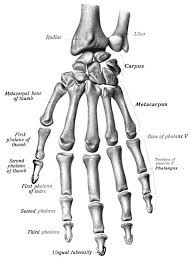 Radius
Ulna
Carpus
Metacarpal bone
of thumb
Metacarpus
First
phalanx of
thumb
Base of phalanx V
Second
phalanx
of thumb
Phalanges
First phalanx
of index
Second phalanx
Third phalanx
Ungual tuberosity